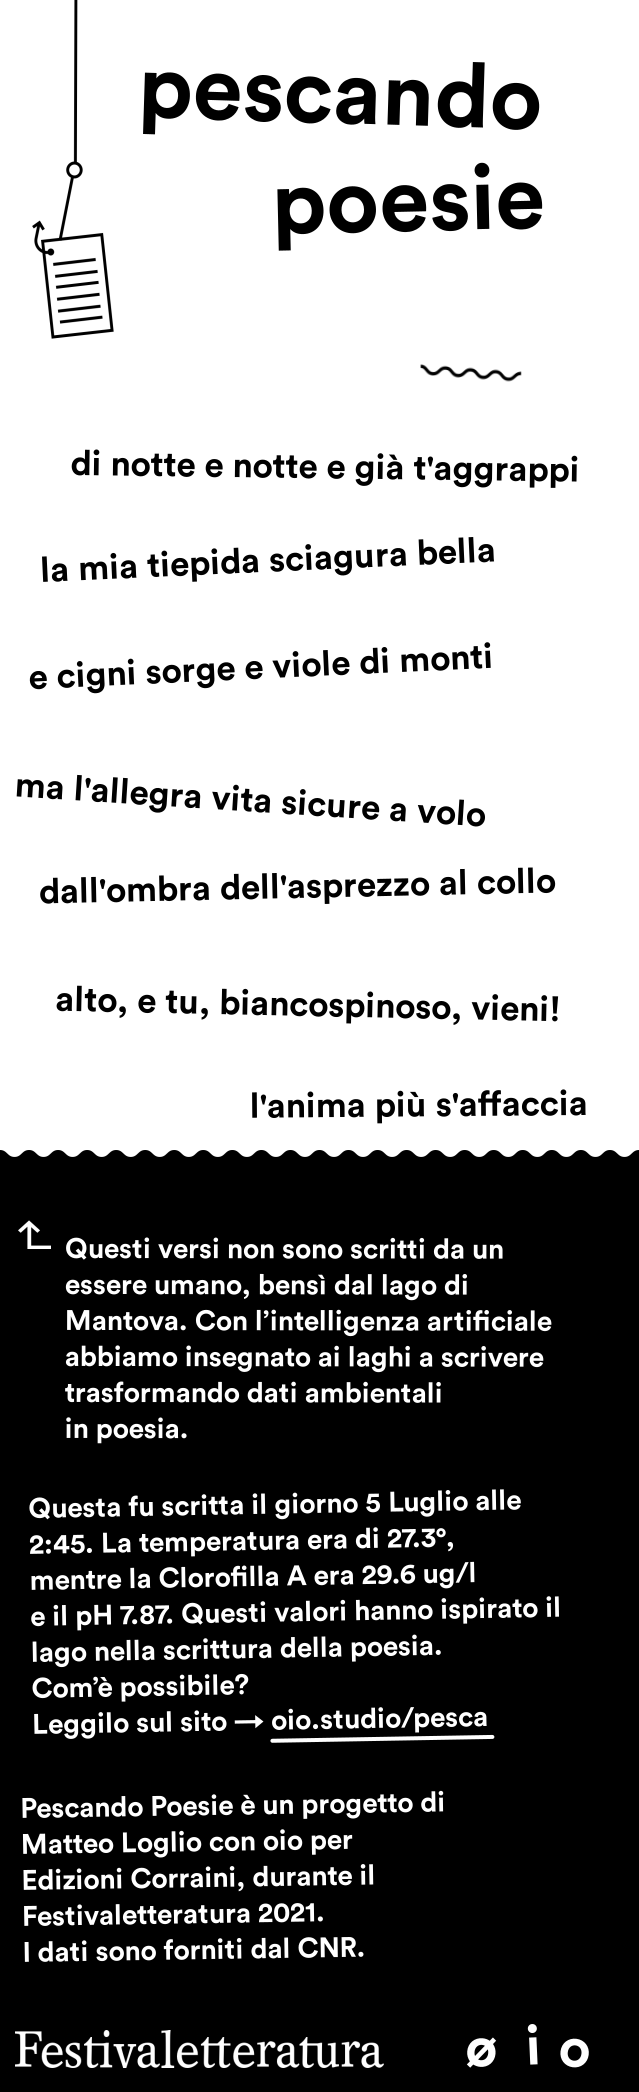 pescando
poesie
di notte e notte e già t'aggrappi
la mia tiepida sciagura bella
e cigni sorge e viole di monti
ma l'allegra vita sicure a volo
dall'ombra dell'asprezzo al collo
alto, e tu, biancospinoso, vieni!
l'anima più s'affaccia
Questi versi non sono scritti da un
essere umano, bensì dal lago di
Mantova. Con l’intelligenza artificiale
abbiamo insegnato ai laghi a scrivere
trasformando dati ambientali
in poesia.
Questa fu scritta il giorno 5 Luglio alle
2:45. La temperatura era di 27.3°,
mentre la Clorofilla A era 29.6 ug/l
e il pH 7.87. Questi valori hanno ispirato il
lago nella scrittura della poesia.
Com’è possibile?
Leggilo sul sito → oio.studio/pesca
Pescando Poesie è un progetto di
Matteo Loglio con oio per
Edizioni Corraini, durante il
Festivaletteratura 2021.
I dati sono forniti dal CNR.
Festivaletteratura ø i o